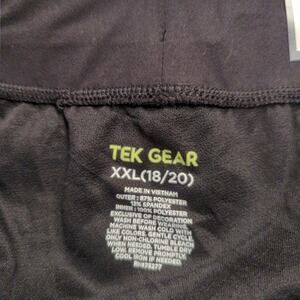 TEK GEAR
XXL(18/20)
MADE IN VIETNAM
OUTER : 87% POLYESTER
13% SPANDEX
INNER : 100% POLYESTER
EXCLUSIVE OF DECORATION
WASH BEFORE WEARING
MACHINE WASH COLD WITH
LIKE COLORS, GENTLE CYCLE.
ONLY NON-CHLORINE BLEACH
WHEN NEEDED. TUMBLE DRY
LOW. REMOVE PROMPTLY
COOL IRON IF NEEDED.